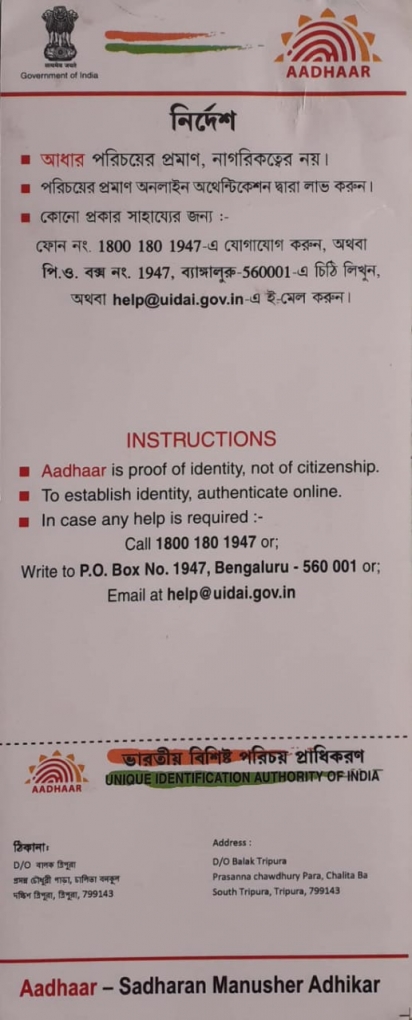 सत्यमेव जयते
Government of India
AADHAAR
নির্দেশ
আধার পরিচয়ের প্রমাণ, নাগরিকত্বের নয়।
পরিচয়ের প্রমাণ অনলাইন অথেন্টিকেশন দ্বারা লাভ করুন।
কোনো প্রকার সাহায্যের জন্য :-
ফোন নং. 1800 180 1947-এ যোগাযোগ করুন, অথবা
পি.ও. বক্স নং. 1947, ব্যাঙ্গালুরু-560001-এ চিঠি লিখুন,
অথবা help@uidai.gov.in-এ ই-মেল করুন।
INSTRUCTIONS
Aadhaar is proof of identity, not of citizenship.
To establish identity, authenticate online.
In case any help is required :-
Call 1800 180 1947 or;
Write to P.O. Box No. 1947, Bengaluru - 560 001 or;
Email at help@uidai.gov.in
AADHAAR
ভারতীয় বিশিষ্ট পরিচয় প্রাধিকরণ
UNIQUE IDENTIFICATION AUTHORITY OF INDIA
ঠিকানা:
D/O বালক ত্রিপুরা
প্রসন্ন চৌধুরী পাড়া, চালিতা বনকুল
দক্ষিন ত্রিপুরা, ত্রিপুরা, 799143
Address :
D/O Balak Tripura
Prasanna chawdhury Para, Chalita Ba
South Tripura, Tripura, 799143
Aadhaar – Sadharan Manusher Adhikar